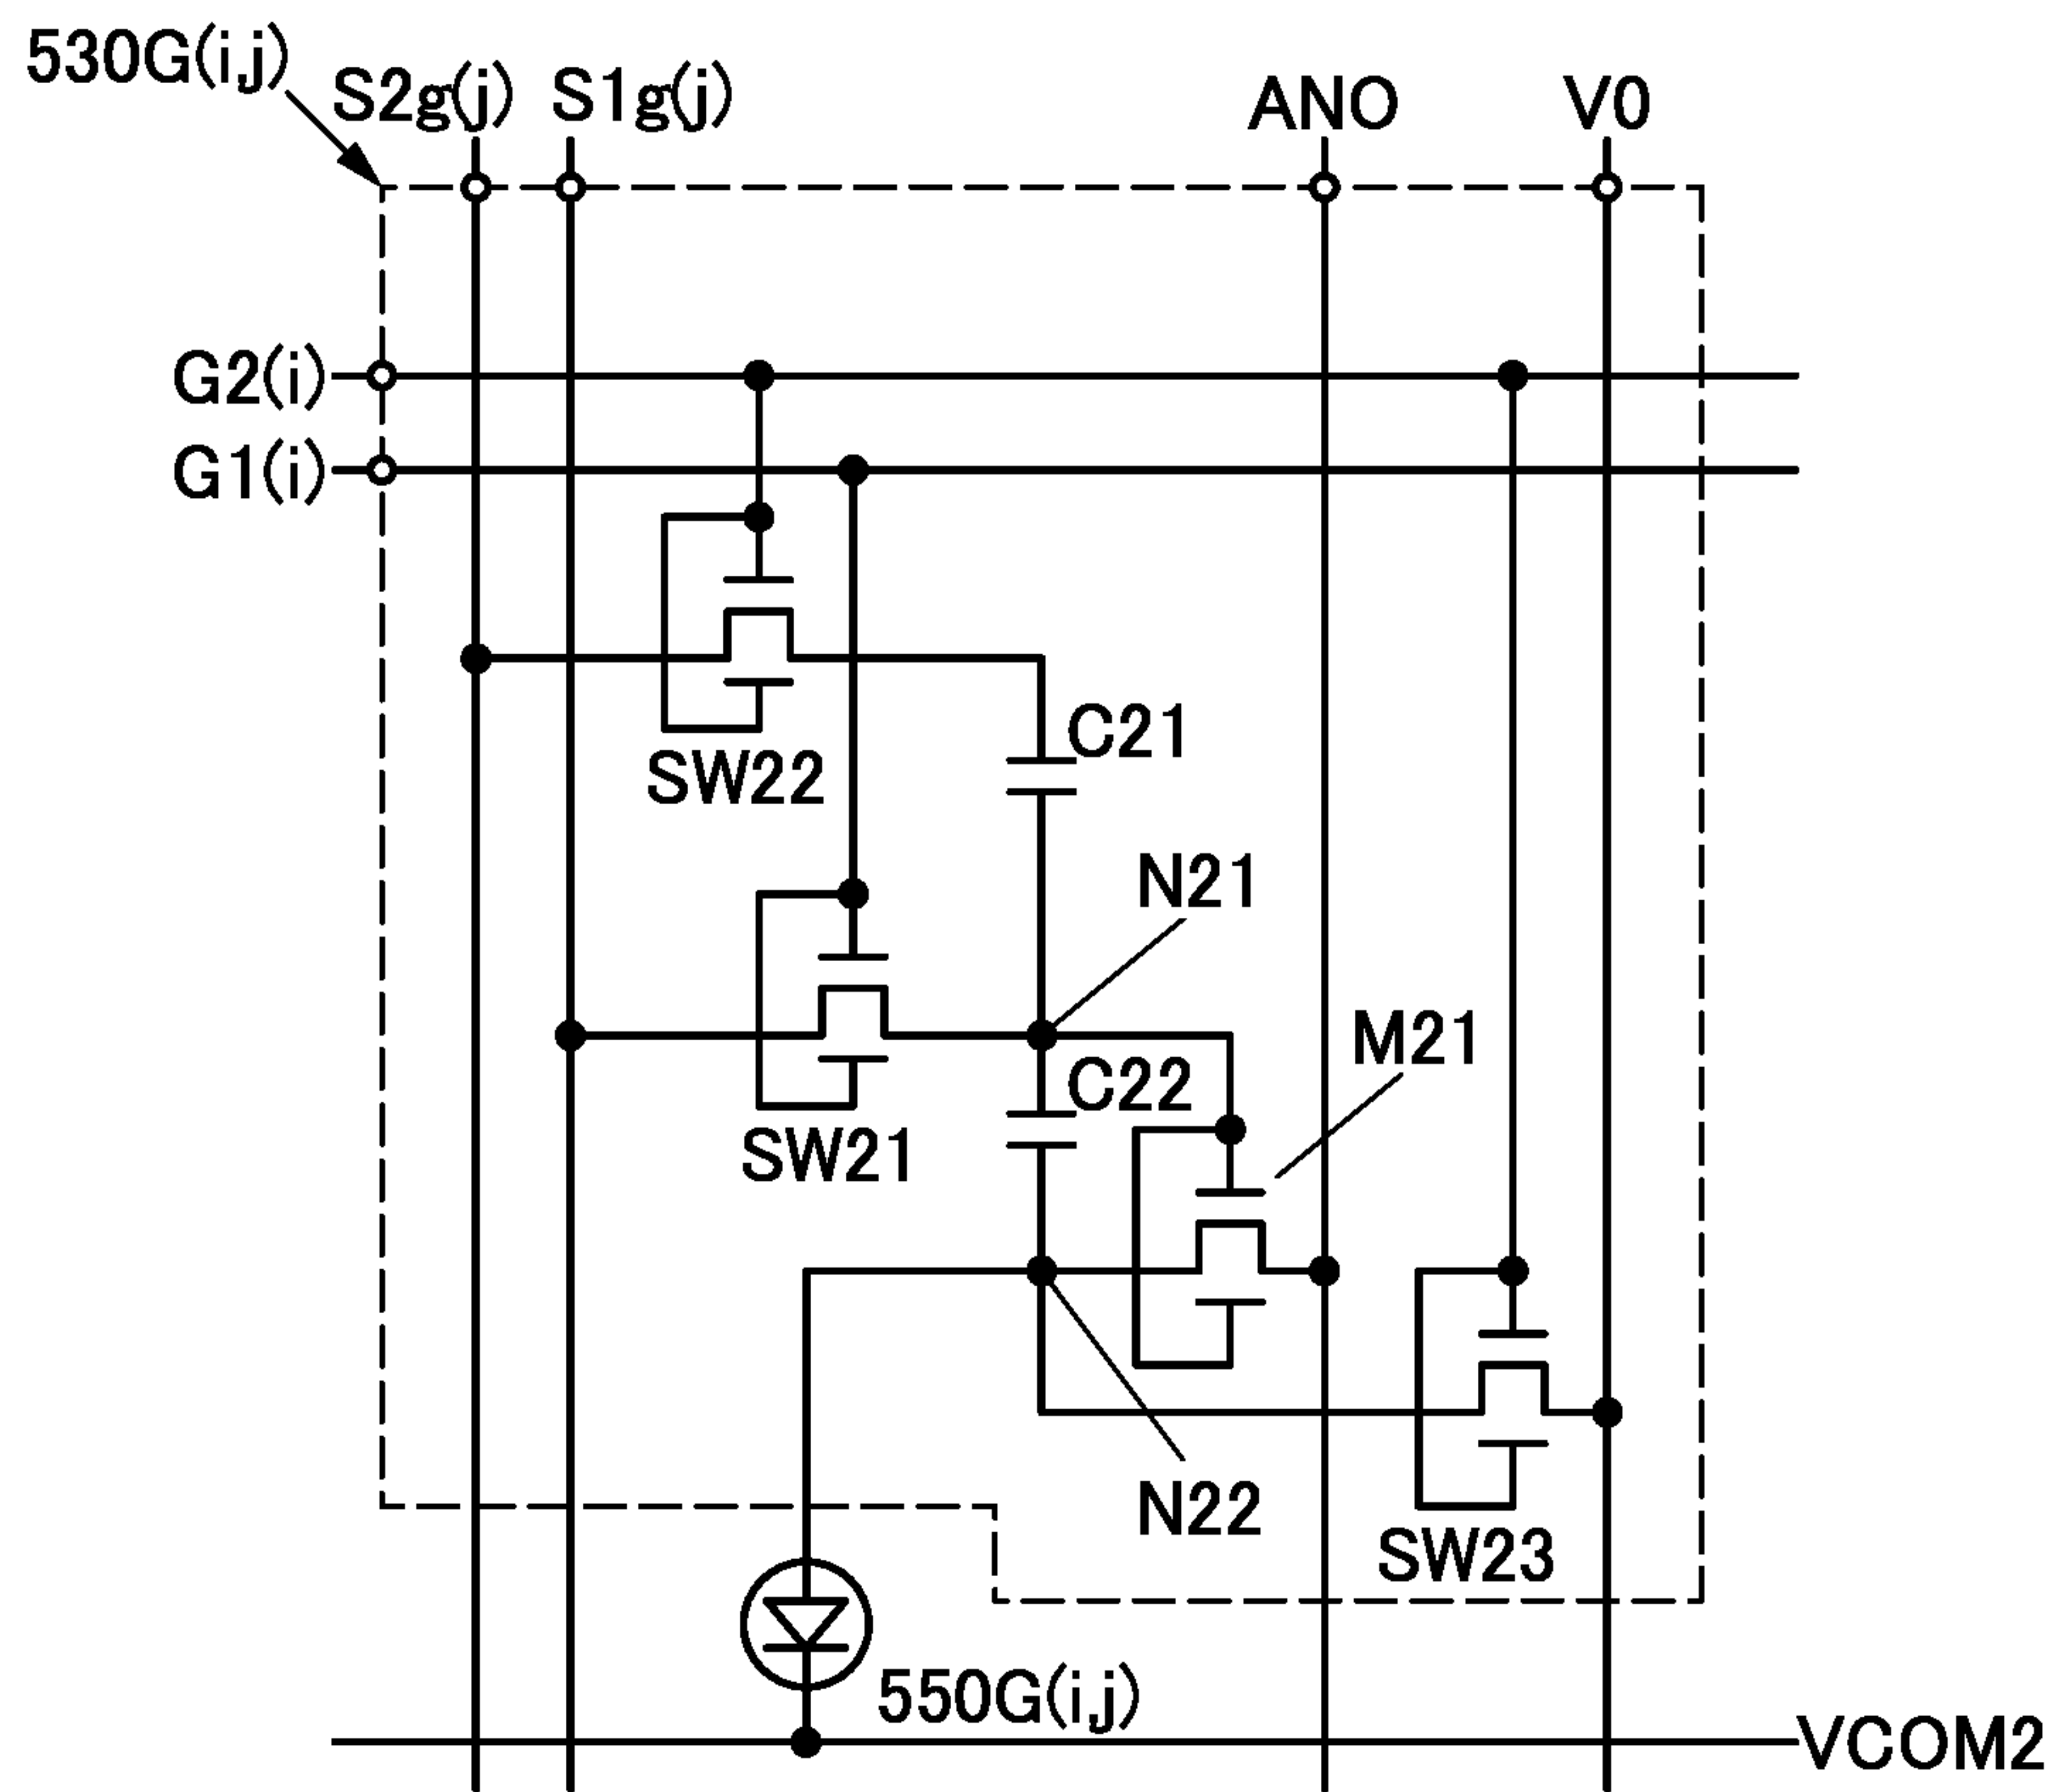 530G(i,j)
S2g(j)
S1g(j)
ANO
V0
G2(i)
G1(i)
C21
SW22
N21
M21
C22
SW21
N22
SW23
550G(i,j)
VCOM2